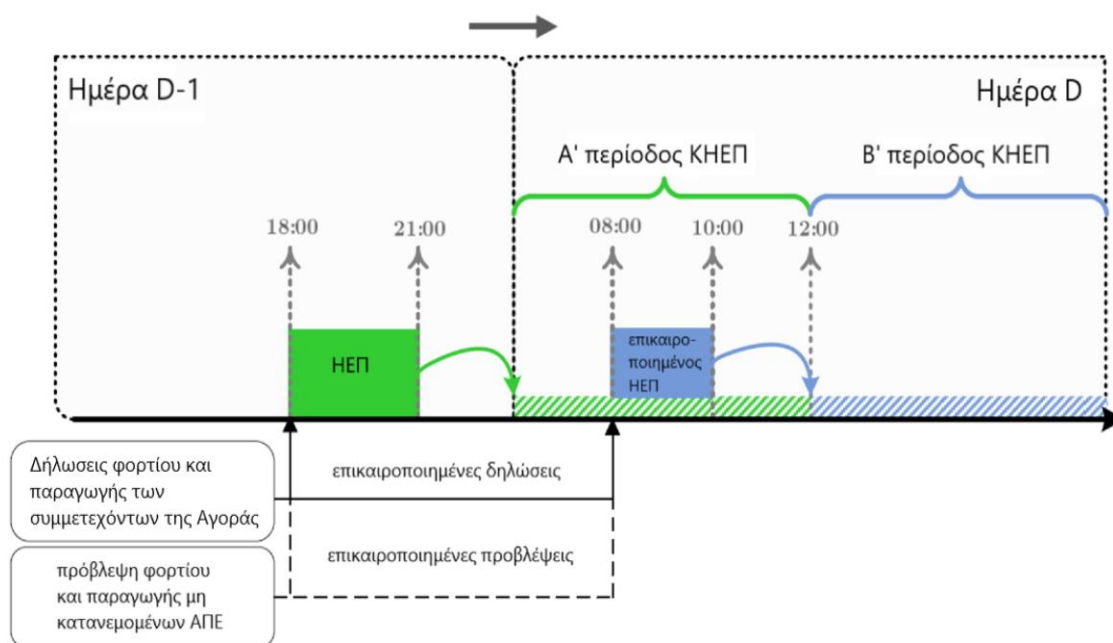 Ημέρα D-1
Ημέρα D
Α' περίοδος ΚΗΕΠ
Β' περίοδος ΚΗΕΠ
18:00
21:00
08:00
10:00
12:00
ΗΕΠ
επικαιρο-
ποιημένος
ΗΕΠ
Δήλωσεις φορτίου και
παραγωγής των
συμμετεχόντων της Αγοράς
επικαιροποιημένες δηλώσεις
επικαιροποιημένες προβλέψεις
πρόβλεψη φορτίου
και παραγωγής μη
κατανεμομένων ΑΠΕ